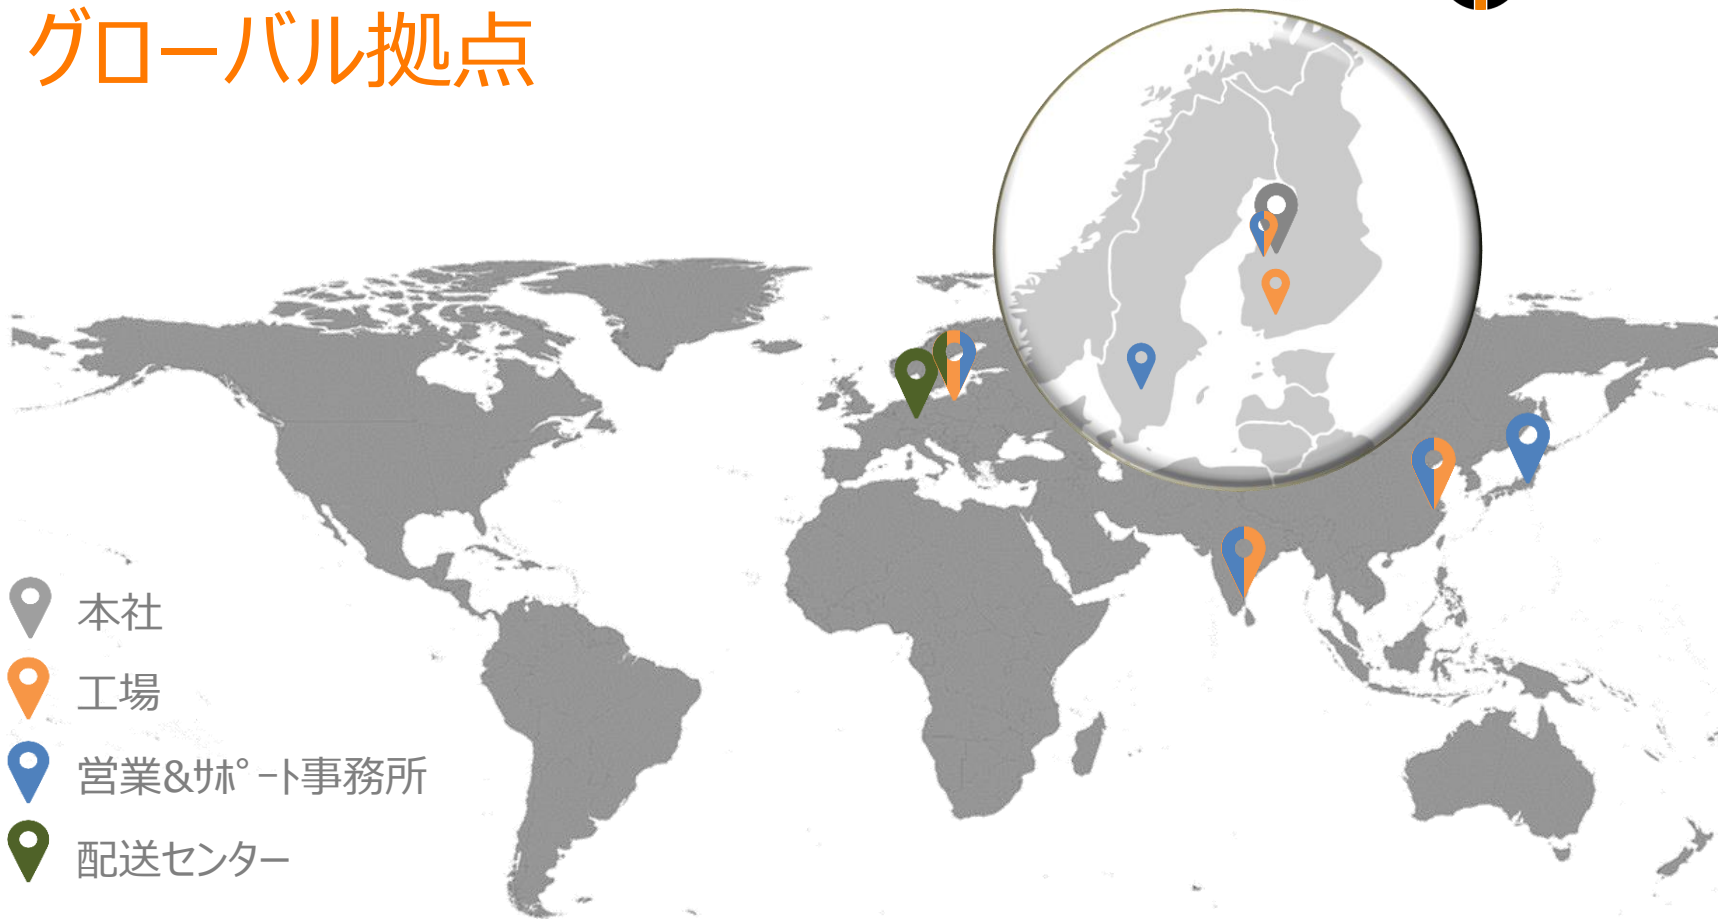 グローバル拠点
本社
工場
営業&ｻﾎﾟｰﾄ事務所
配送センター